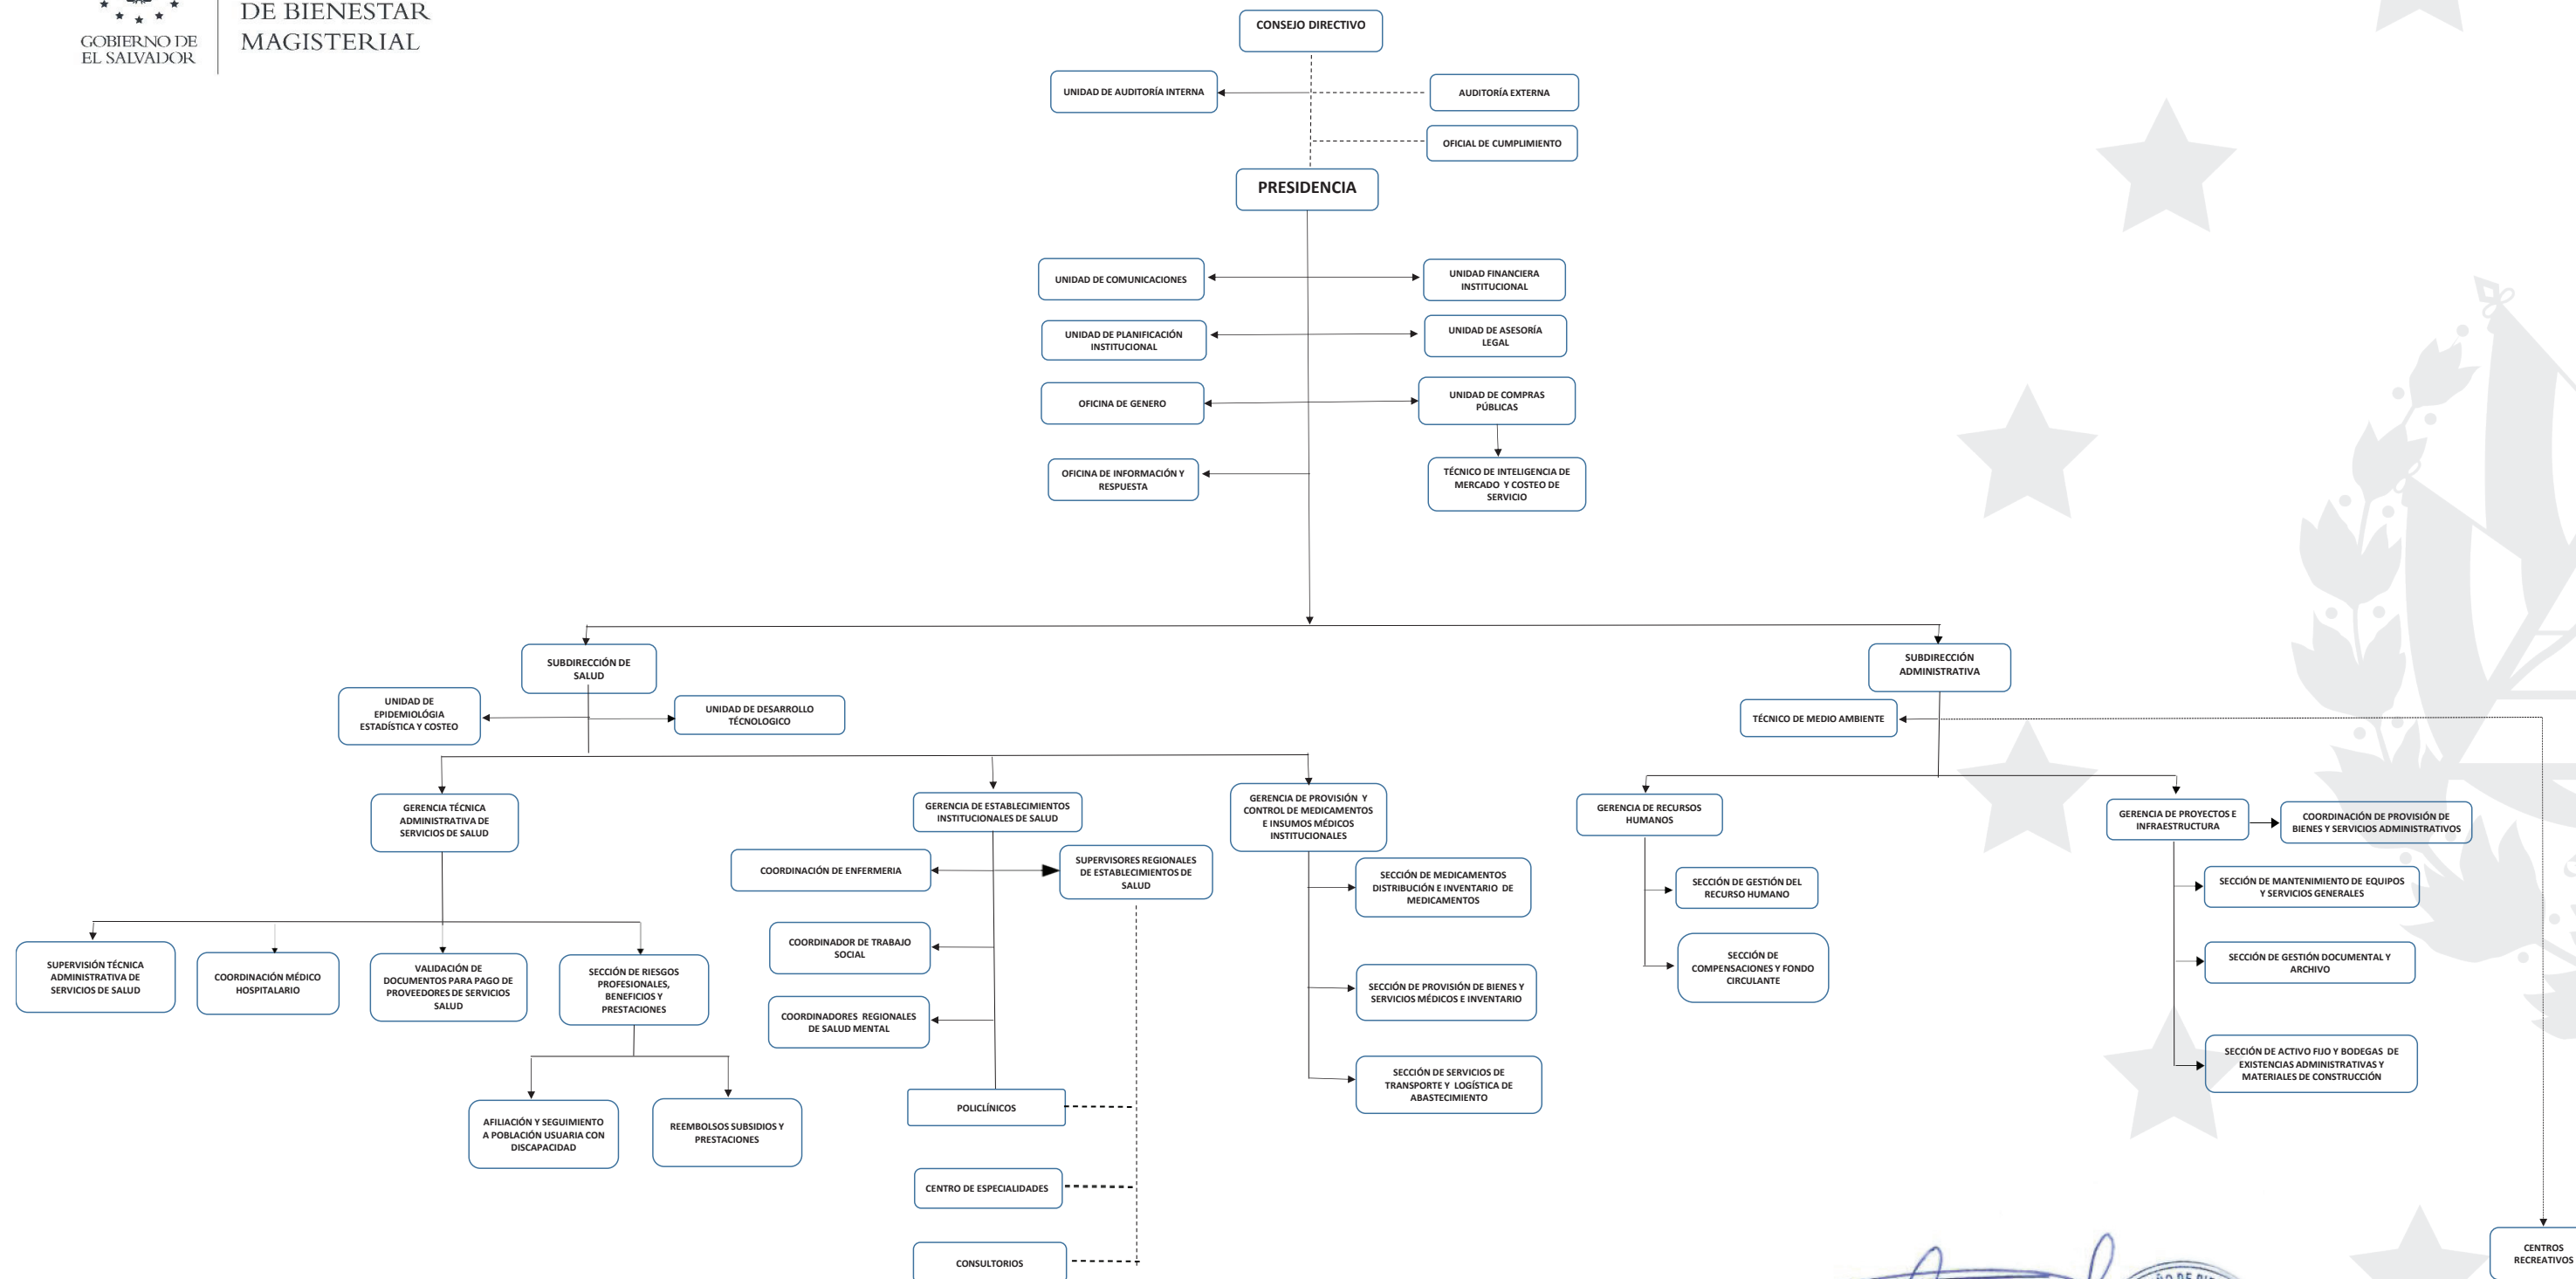 DE BIENESTAR
MAGISTERIAL
GOBIERNO DE
EL SALVADOR
CONSEJO DIRECTIVO
UNIDAD DE AUDITORÍA INTERNA
AUDITORÍA EXTERNA
OFICIAL DE CUMPLIMIENTO
PRESIDENCIA
UNIDAD DE COMUNICACIONES
UNIDAD FINANCIERA
INSTITUCIONAL
UNIDAD DE PLANIFICACIÓN
INSTITUCIONAL
UNIDAD DE ASESORÍA
LEGAL
OFICINA DE GENERO
UNIDAD DE COMPRAS
PÚBLICAS
OFICINA DE INFORMACIÓN Y
RESPUESTA
TÉCNICO DE INTELIGENCIA DE
MERCADO Y COSTEO DE
SERVICIO
SUBDIRECCIÓN DE
SALUD
SUBDIRECCIÓN
ADMINISTRATIVA
UNIDAD DE
EPIDEMIOLÓGIA
ESTADÍSTICA Y COSTEO
UNIDAD DE DESARROLLO
TÉCNOLOGICO
TÉCNICO DE MEDIO AMBIENTE
GERENCIA TÉCNICA
ADMINISTRATIVA DE
SERVICIOS DE SALUD
GERENCIA DE ESTABLECIMIENTOS
INSTITUCIONALES DE SALUD
GERENCIA DE PROVISIÓN Y
CONTROL DE MEDICAMENTOS
E INSUMOS MÉDICOS
INSTITUCIONALES
GERENCIA DE RECURSOS
HUMANOS
GERENCIA DE PROYECTOS E
INFRAESTRUCTURA
COORDINACIÓN DE PROVISIÓN DE
BIENES Y SERVICIOS ADMINISTRATIVOS
COORDINACIÓN DE ENFERMERIA
SUPERVISORES REGIONALES
DE ESTABLECIMIENTOS DE
SALUD
SECCIÓN DE MEDICAMENTOS
DISTRIBUCIÓN E INVENTARIO DE
MEDICAMENTOS
SECCIÓN DE GESTIÓN DEL
RECURSO HUMANO
SECCIÓN DE MANTENIMIENTO DE EQUIPOS
Y SERVICIOS GENERALES
SUPERVISIÓN TÉCNICA
ADMINISTRATIVA DE
SERVICIOS DE SALUD
COORDINACIÓN MÉDICO
HOSPITALARIO
VALIDACIÓN DE
DOCUMENTOS PARA PAGO DE
PROVEEDORES DE SERVICIOS
SALUD
SECCIÓN DE RIESGOS
PROFESIONALES,
BENEFICIOS Y
PRESTACIONES
COORDINADOR DE TRABAJO
SOCIAL
SECCIÓN DE PROVISIÓN DE BIENES Y
SERVICIOS MÉDICOS E INVENTARIO
SECCIÓN DE
COMPENSACIONES Y FONDO
CIRCULANTE
SECCIÓN DE GESTIÓN DOCUMENTAL Y
ARCHIVO
COORDINADORES REGIONALES
DE SALUD MENTAL
SECCIÓN DE SERVICIOS DE
TRANSPORTE Y LOGÍSTICA DE
ABASTECIMIENTO
SECCIÓN DE ACTIVO FIJO Y BODEGAS DE
EXISTENCIAS ADMINISTRATIVAS Y
MATERIALES DE CONSTRUCCIÓN
AFILIACIÓN Y SEGUIMIENTO
A POBLACIÓN USUARIA CON
DISCAPACIDAD
REEMBOLSOS SUBSIDIOS Y
PRESTACIONES
POLICLÍNICOS
CENTRO DE ESPECIALIDADES
CONSULTORIOS
CENTROS
RECREATIVOS